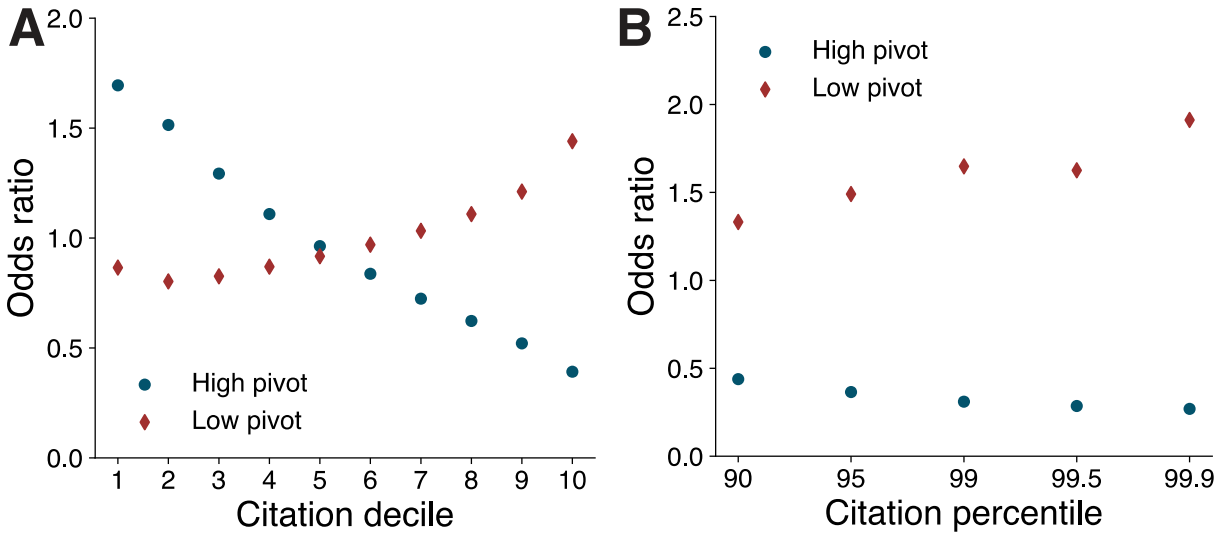 A
Odds ratio
2.0
1.5
1.0
0.5
0.0
High pivot
Low pivot
1 2 3 4 5 6 7 8 9 10
Citation decile
B
Odds ratio
2.5
2.0
1.5
1.0
0.5
0.0
High pivot
Low pivot
90 95 99 99.5 99.9
Citation percentile